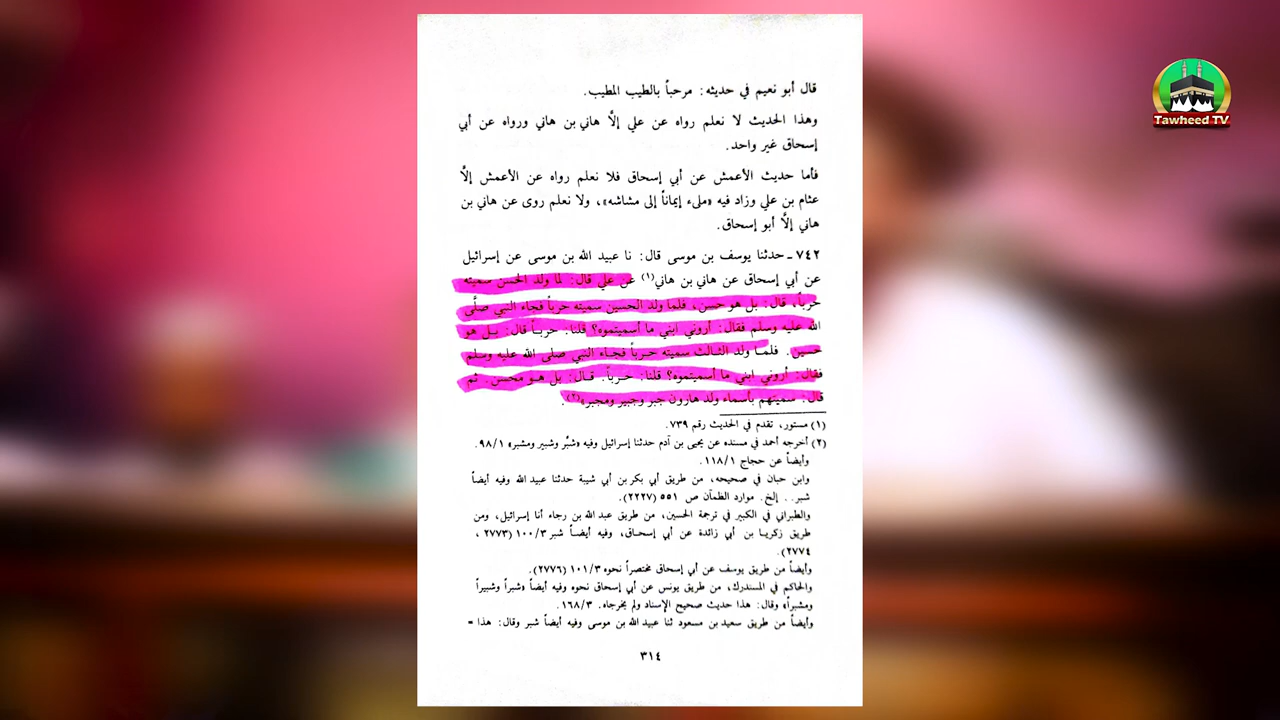 قال أبو نعيم في حديثه: مرحباً بالطيب المطيب.
وهذا الحديث لا نعلم رواه عن علي إلَّا هاني بن هاني ورواه عن أبي
إسحاق غير واحد.
فأما حديث الأعمش عن أبي إسحاق فلا نعلم رواه عن الأعمش إلَّا
عثام بن علي وزاد فيه «ملىء إيماناً إلى مشاشه»، ولا نعلم روى عن هاني بن
هاني إلَّا أبو إسحاق.
٧٤٢ - حدثنا يوسف بن موسى قال: نا عبيد الله بن موسى عن إسرائيل
عن أبي إسحاق عن هاني بن هاني(١) عن علي قال: لما ولد الحسن سميته
حرباً، قال: بل هو حسن، فلما ولد الحسين سميته حرباً فجاء النبي صلَّى
الله عليه وسلم فقال: أروني ابني ما أسميتموه؟ قلنا: حرباً قال: بل هو
حسين. فلما ولد الثالث سميته حرباً فجاء النبي صلى الله عليه وسلم
فقال: أروني ابني ما أسميتموه؟ قلنا: حرباً. قال: بل هو محسن. ثم
قال: سميتهم بأسماء ولد هارون جبر وجبير ومجبر»(٢).
(١) مستور، تقدم في الحديث رقم ٧٣٩.
(٢) أخرجه أحمد في مسنده عن يحيى بن آدم حدثنا إسرائيل وفيه «شبُر وشبير ومشبر» ٩٨/١.
وأيضاً عن حجاج ١١٨/١.
وابن حبان في صحيحه، من طريق أبي بكر بن أبي شيبة حدثنا عبيد الله وفيه أيضاً
شبر.. إلخ. موارد الظمآن ص ٥٥١ (٢٢٢٧).
والطبراني في الكبير في ترجمة الحسين، من طريق عبد الله بن رجاء أنا إسرائيل، ومن
طريق زكريا بن أبي زائدة عن أبي إسحاق، وفيه أيضاً شبر ١٠٠/٣ (٢٧٧٣،
٢٧٧٤).
وأيضاً من طريق يوسف عن أبي إسحاق مختصراً نحوه ١٠١/٣ (٢٧٧٦).
والحاكم في المستدرك، من طريق يونس عن أبي إسحاق نحوه وفيه أيضاً «شبراً وشبيراً
ومشبراً» وقال: هذا حديث صحيح الإسناد ولم يخرجاه. ١٦٨/٣.
وأيضاً من طريق سعيد بن مسعود ثنا عبيد الله بن موسى وفيه أيضاً شبر وقال: هذا =
٣١٤
Tawheed TV